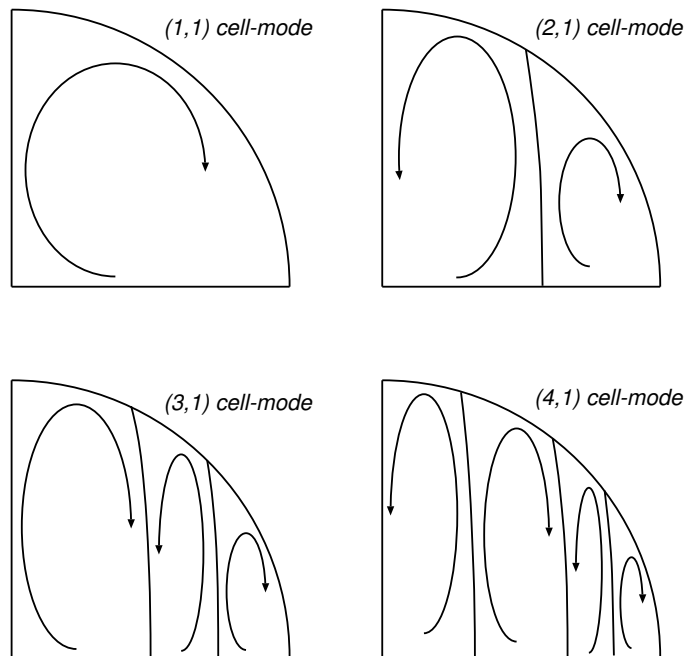 (1,1) cell-mode
(2,1) cell-mode
(3,1) cell-mode
(4,1) cell-mode